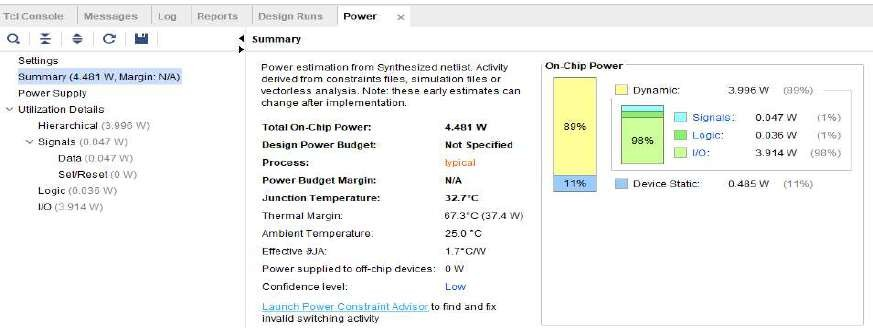 Tcl Console Messages Log Reports Design Runs Power ×
Summary
Settings
Summary (4.481 W, Margin: N/A)
Power Supply
Utilization Details
Hierarchical (3.996 W)
Signals (0.047 W)
Data (0.047 W)
Set/Reset (0 W)
Logic (0.036 W)
I/O (3.914 W)
Power estimation from Synthesized netlist. Activity
derived from constraints files, simulation files or
vectorless analysis. Note: these early estimates can
change after implementation.
Total On-Chip Power: 4.481 W
Design Power Budget: Not Specified
Process: typical
Power Budget Margin: N/A
Junction Temperature: 32.7°C
Thermal Margin: 67.3°C (37.4 W)
Ambient Temperature: 25.0 °C
Effective ϑJA: 1.7°C/W
Power supplied to off-chip devices: 0 W
Confidence level: Low
Launch Power Constraint Advisor to find and fix
invalid switching activity
On-Chip Power
89%
11%
98%
Dynamic: 3.996 W (89%)
Signals: 0.047 W (1%)
Logic: 0.036 W (1%)
I/O: 3.914 W (98%)
Device Static: 0.485 W (11%)